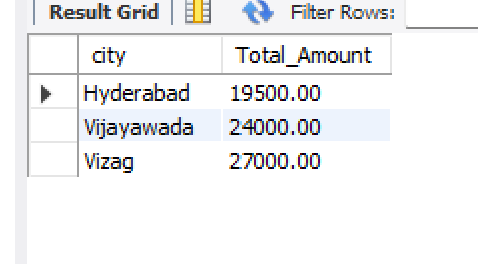 Result Grid Filter Rows:
city Total_Amount
Hyderabad 19500.00
Vijayawada 24000.00
Vizag 27000.00